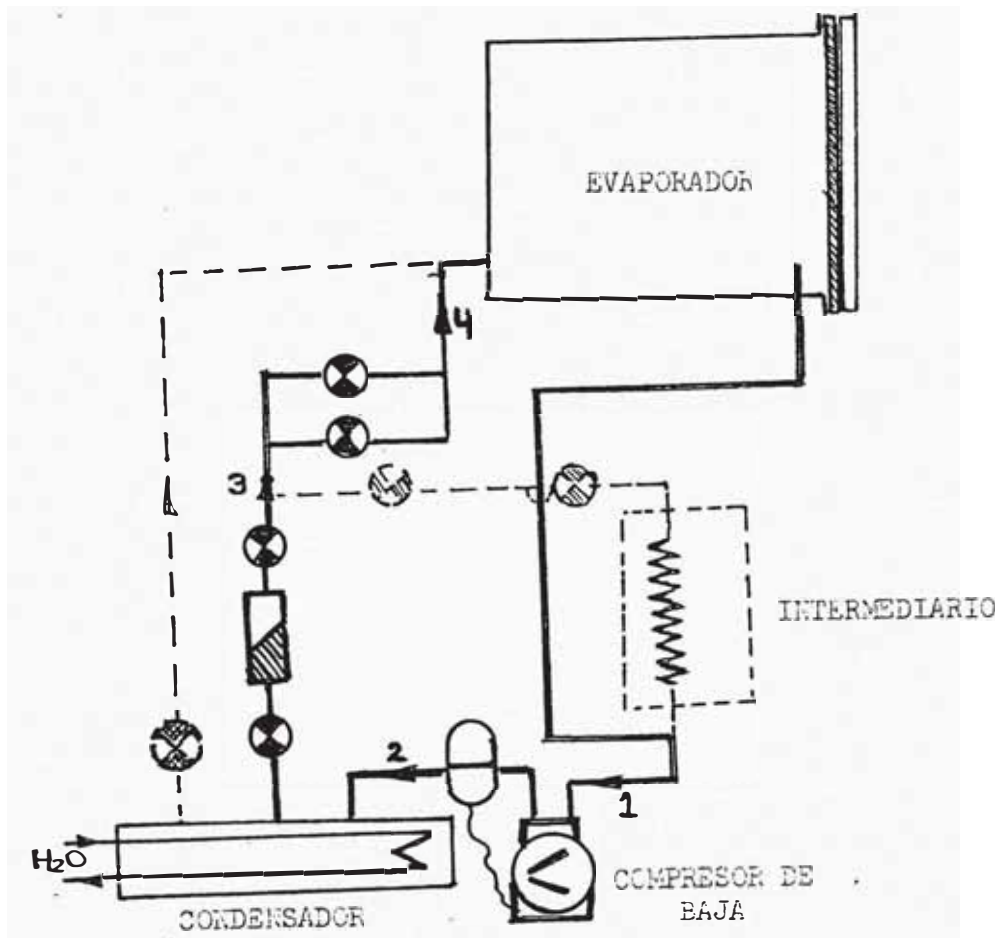 EVAPORADOR
4
3
INTERMEDIARIO
2
1
H₂O
COMPRESOR DE
BAJA
CONDENSADOR